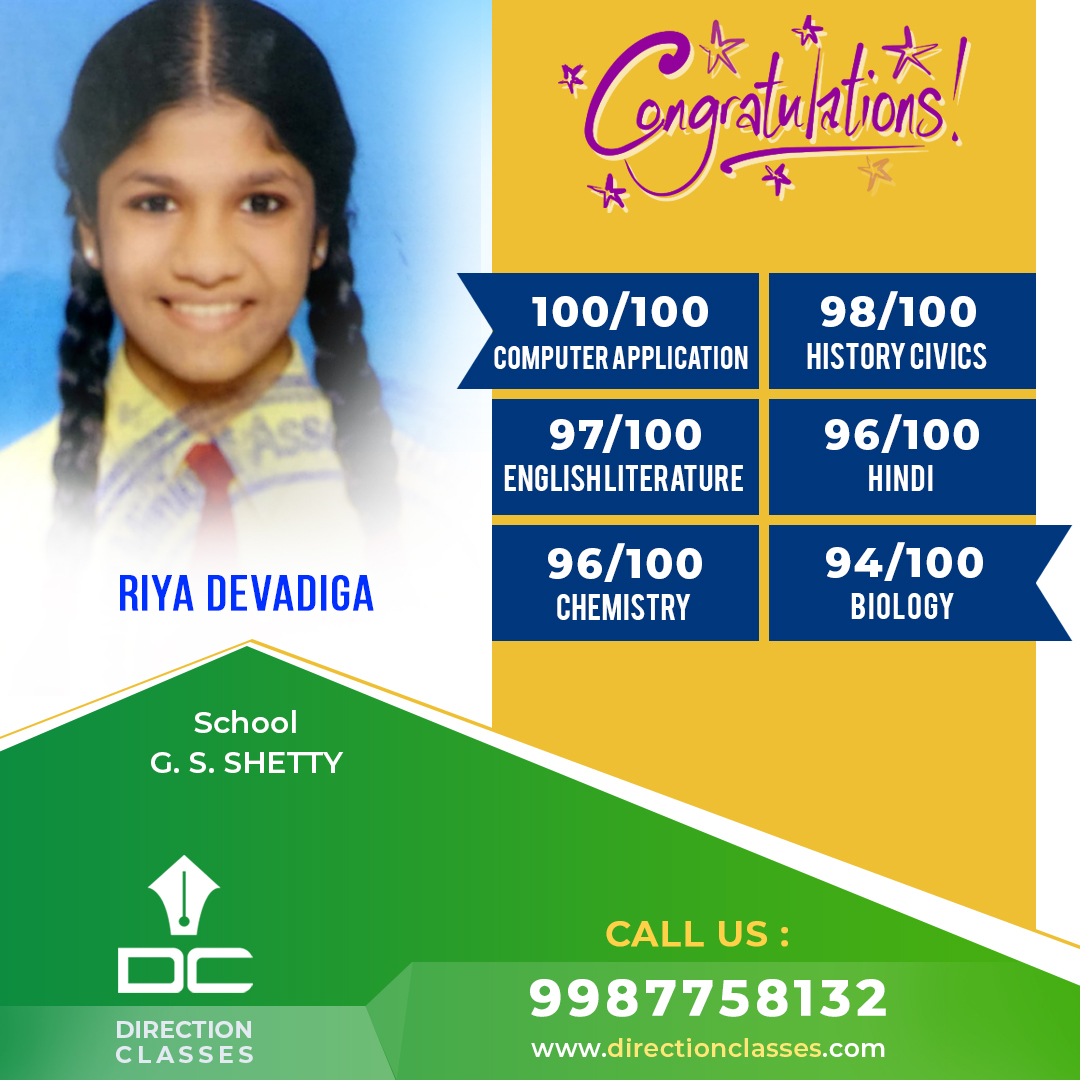 Congratulations!
100/100
COMPUTER APPLICATION
98/100
HISTORY CIVICS
97/100
ENGLISH LITERATURE
96/100
HINDI
96/100
CHEMISTRY
94/100
BIOLOGY
RIYA DEVADIGA
School
G. S. SHETTY
DC
DIRECTION
CLASSES
CALL US :
9987758132
www.directionclasses.com